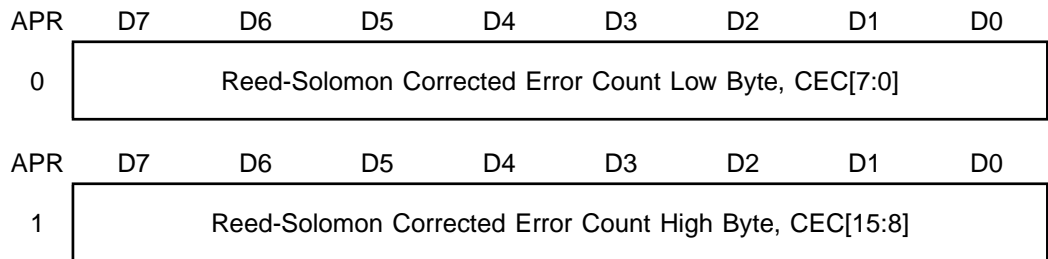 APR D7 D6 D5 D4 D3 D2 D1 D0
0 Reed-Solomon Corrected Error Count Low Byte, CEC[7:0]
APR D7 D6 D5 D4 D3 D2 D1 D0
1 Reed-Solomon Corrected Error Count High Byte, CEC[15:8]